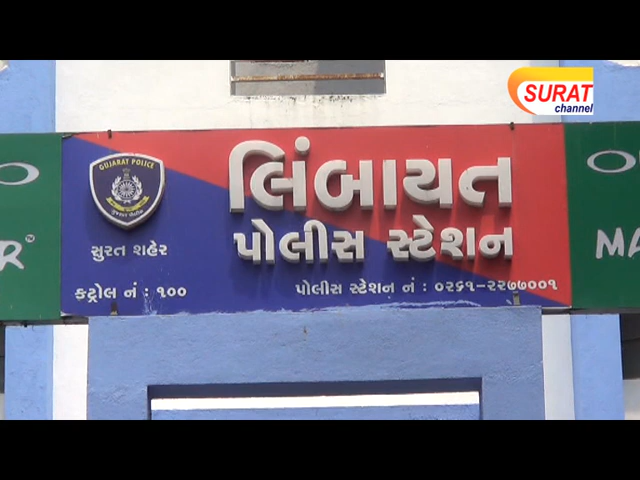 SURAT
channel
GUJARAT POLICE
લિંબાયત
પોલીસ સ્ટેશન
સુરત શહેર
કટ્રોલ નં : ૧૦૦
પોલીસ સ્ટેશન નં : ૦૨૬૧-૨૨૭૭૦૦૧